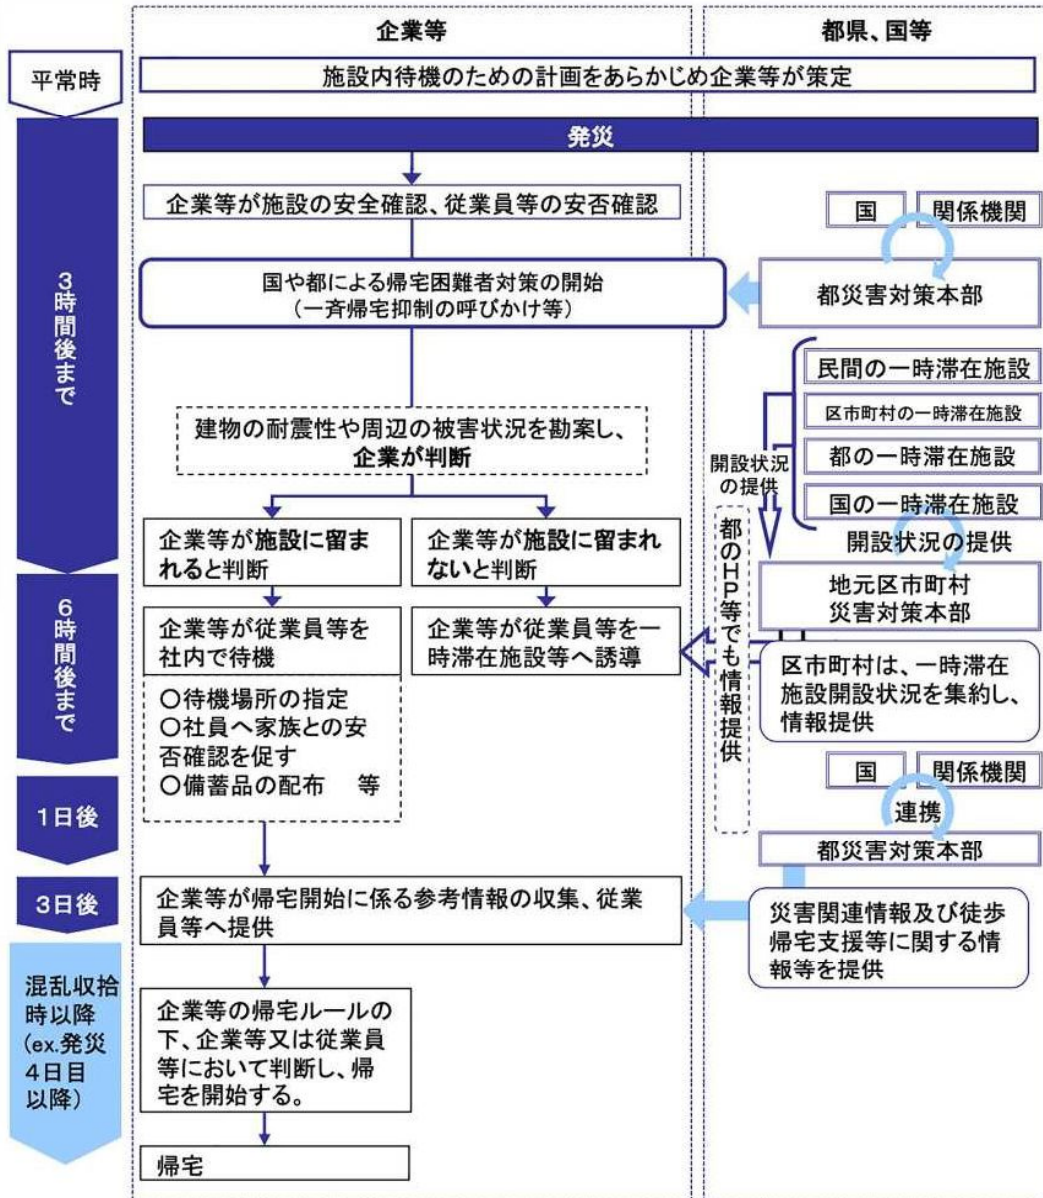 企業等
都県、国等
平常時
施設内待機のための計画をあらかじめ企業等が策定
発災
3時間後まで
企業等が施設の安全確認、従業員等の安否確認
国
関係機関
国や都による帰宅困難者対策の開始
（一斉帰宅抑制の呼びかけ等）
都災害対策本部
民間の一時滞在施設
区市町村の一時滞在施設
都の一時滞在施設
国の一時滞在施設
建物の耐震性や周辺の被害状況を勘案し、
企業が判断
開設状況
の提供
開設状況の提供
企業等が施設に留ま
れると判断
企業等が施設に留まれ
ないと判断
都のHP等でも情報提供
地元区市町村
災害対策本部
6時間後まで
企業等が従業員等を
社内で待機
企業等が従業員等を一
時滞在施設等へ誘導
区市町村は、一時滞在
施設開設状況を集約し、
情報提供
○待機場所の指定
○社員へ家族との安
否確認を促す
○備蓄品の配布　等
国
関係機関
連携
都災害対策本部
1日後
3日後
企業等が帰宅開始に係る参考情報の収集、従業
員等へ提供
災害関連情報及び徒歩
帰宅支援等に関する情
報等を提供
混乱収拾
時以降
(ex.発災
4日目
以降)
企業等の帰宅ルールの
下、企業等又は従業員
等において判断し、帰
宅を開始する。
帰宅